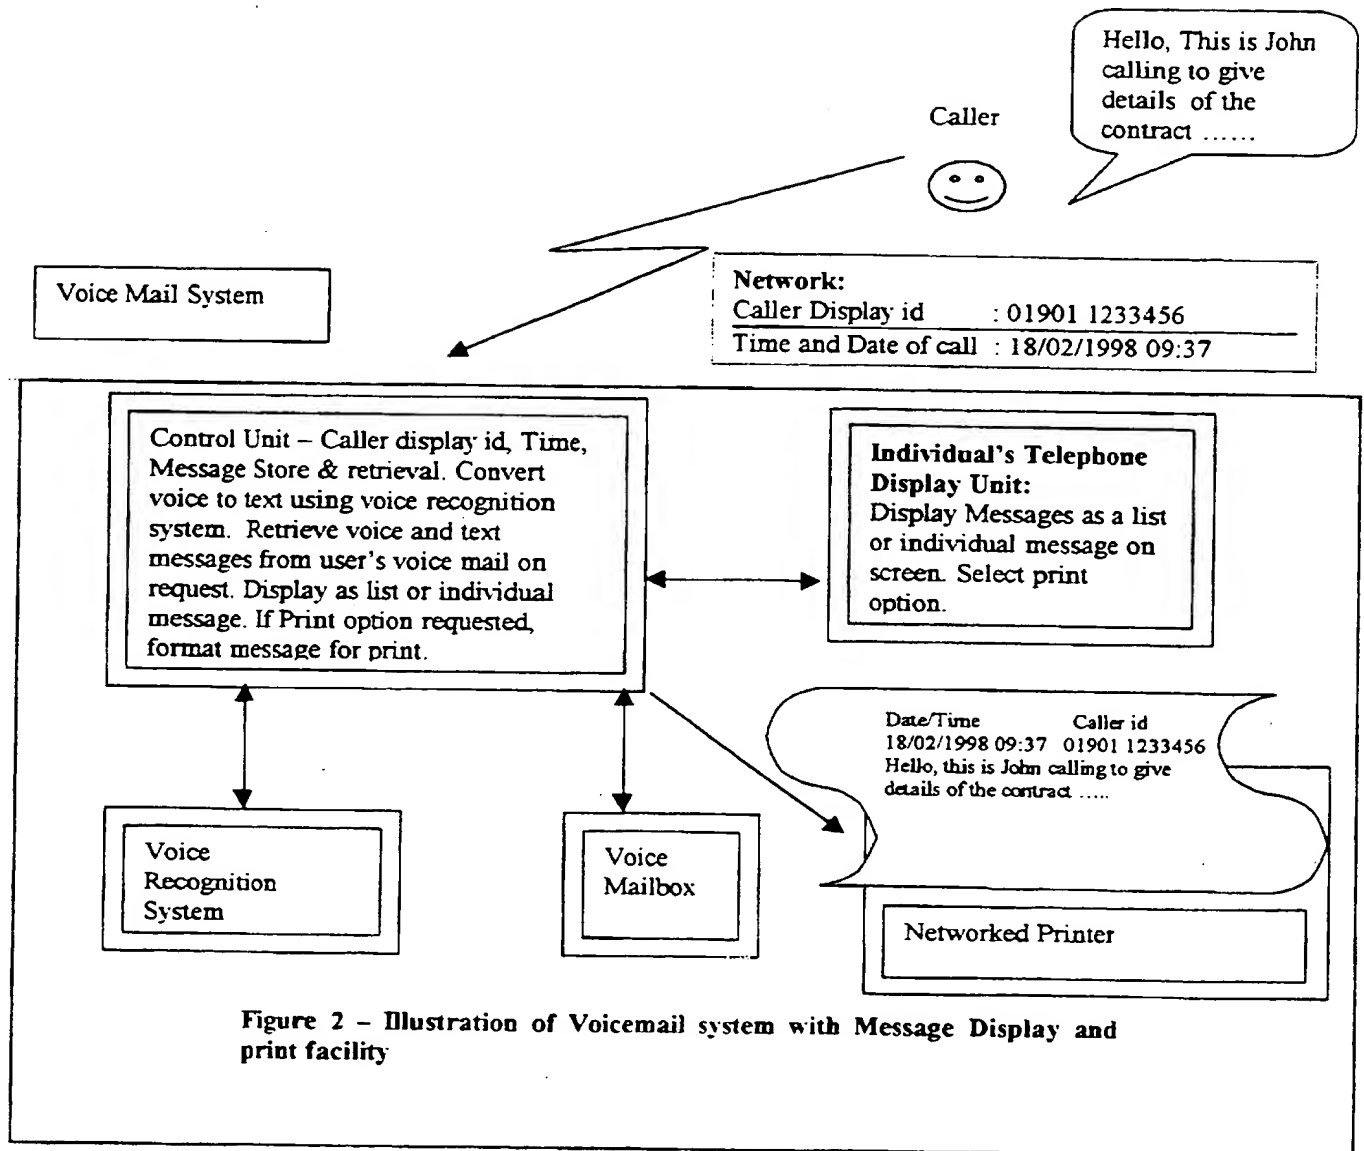 Hello, This is John
calling to give
details of the
contract ......
Caller
Voice Mail System
Network:
Caller Display id : 01901 1233456
Time and Date of call : 18/02/1998 09:37
Control Unit – Caller display id, Time,
Message Store & retrieval. Convert
voice to text using voice recognition
system. Retrieve voice and text
messages from user's voice mail on
request. Display as list or individual
message. If Print option requested,
format message for print.
Individual's Telephone
Display Unit:
Display Messages as a list
or individual message on
screen. Select print
option.
Date/Time Caller id
18/02/1998 09:37 01901 1233456
Hello, this is John calling to give
details of the contract .....
Voice
Recognition
System
Voice
Mailbox
Networked Printer
Figure 2 – Illustration of Voicemail system with Message Display and
print facility